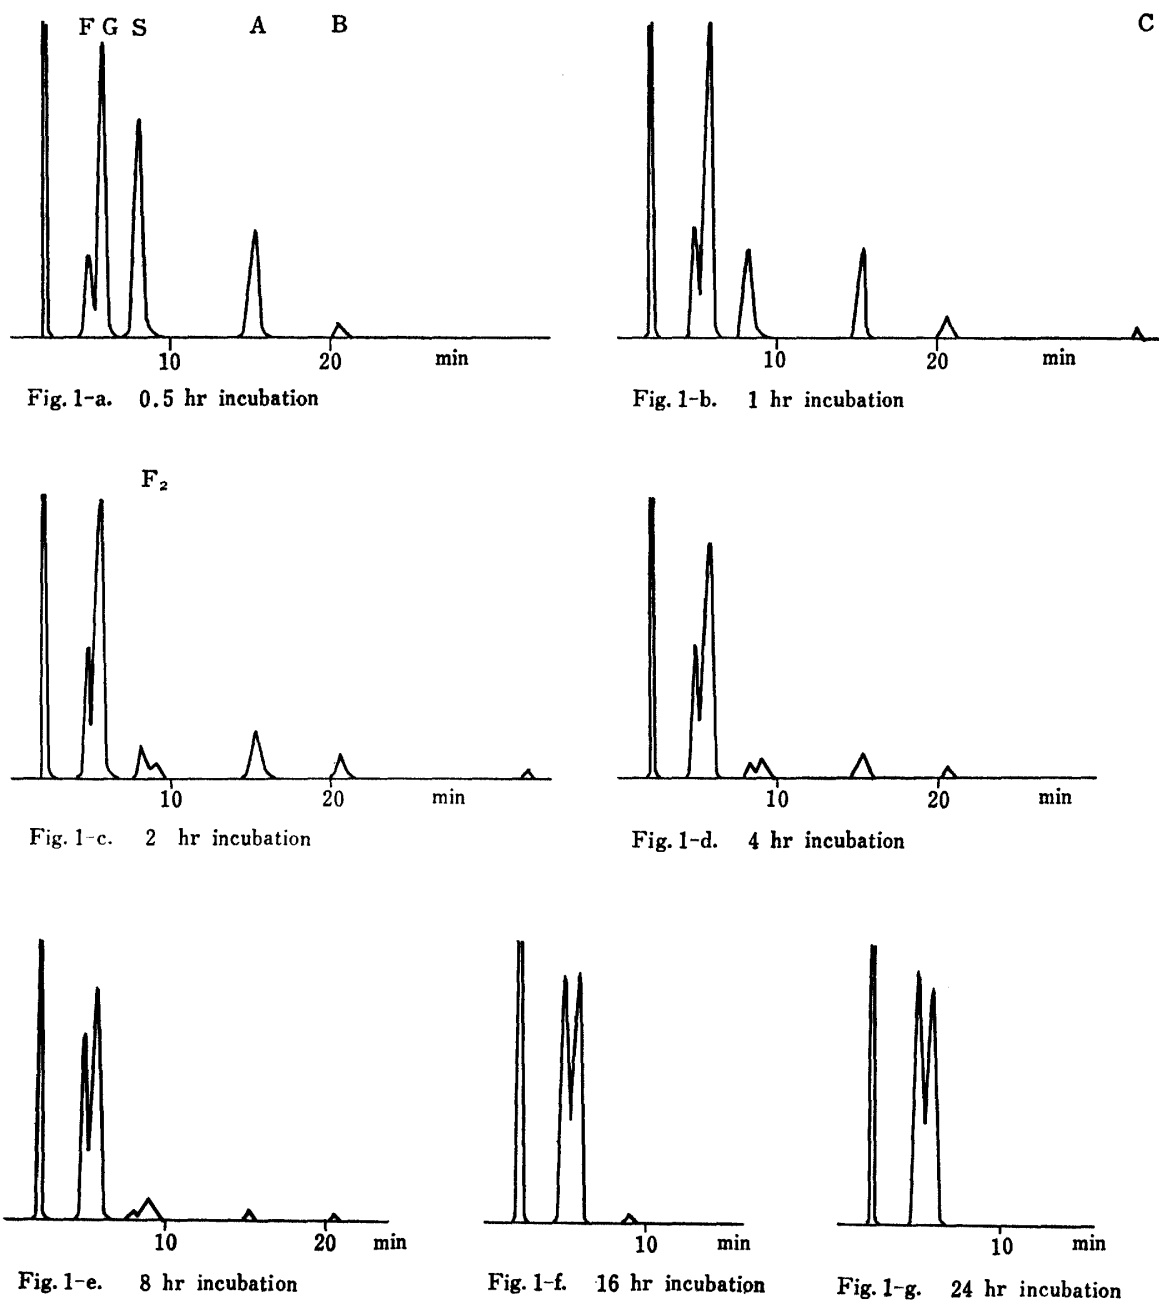 F G S A B
C
10 20 min
10 20 min
Fig. 1-a. 0.5 hr incubation
Fig. 1-b. 1 hr incubation
F₂
10 20 min
10 20 min
Fig. 1-c. 2 hr incubation
Fig. 1-d. 4 hr incubation
10 20 min
10 min
10 min
Fig. 1-e. 8 hr incubation
Fig. 1-f. 16 hr incubation
Fig. 1-g. 24 hr incubation